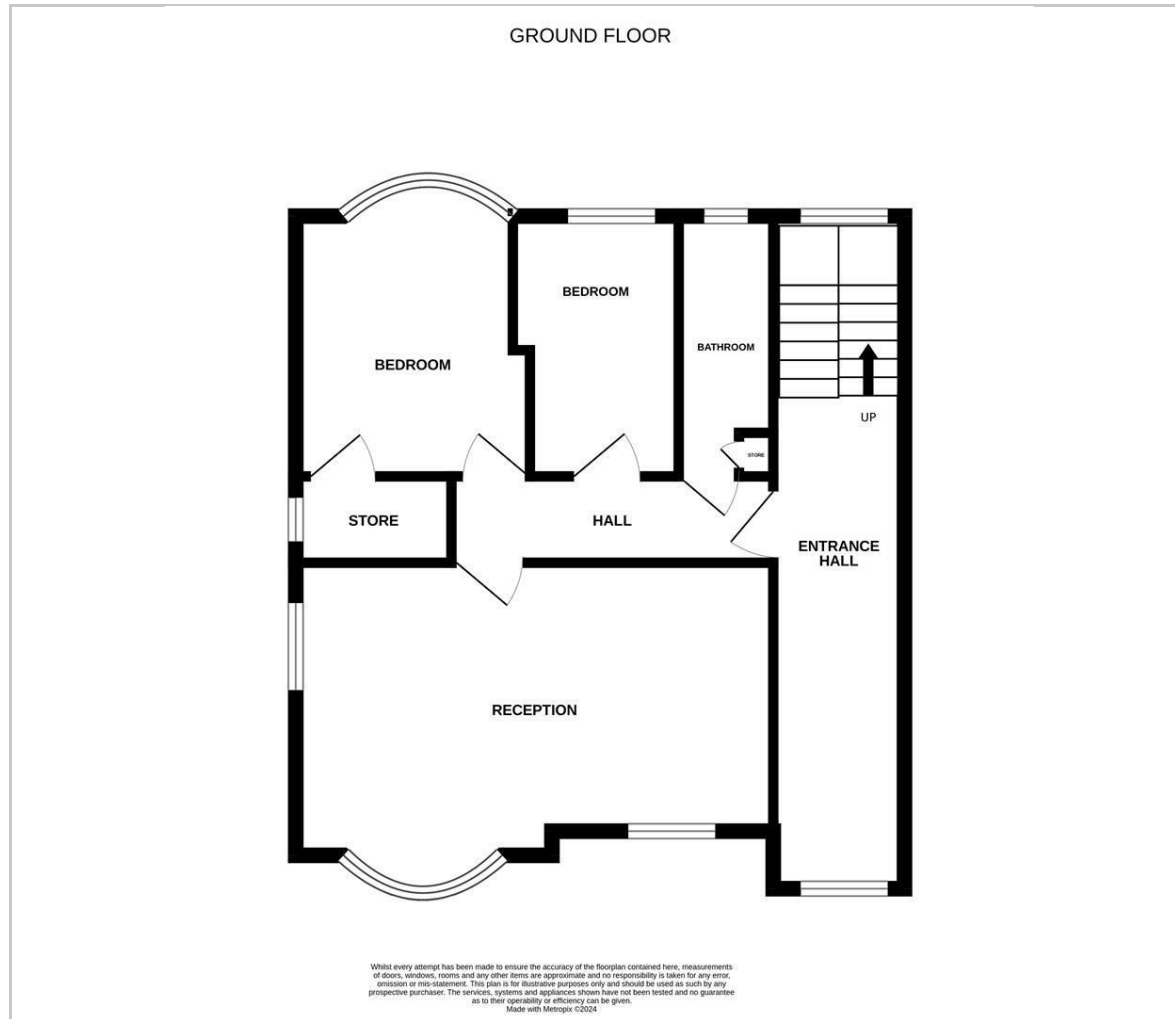 GROUND FLOOR
BEDROOM
BATHROOM
BEDROOM
UP
STORE
STORE
HALL
ENTRANCE
HALL
RECEPTION
Whilst every attempt has been made to ensure the accuracy of the floorplan contained here, measurements
of doors, windows, rooms and any other items are approximate and no responsibility is taken for any error,
omission or mis-statement. This plan is for illustrative purposes only and should be used as such by any
prospective purchaser. The services, systems and appliances shown have not been tested and no guarantee
as to their operability or efficiency can be given.
Made with Metropix ©2024